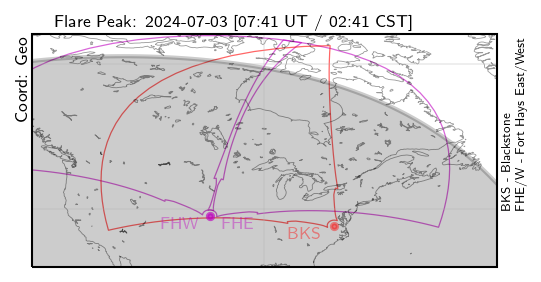 Flare Peak: 2024-07-03 [07:41 UT / 02:41 CST]
Coord: Geo
FHW
FHE
BKS
BKS - Blackstone
FHE/W - Fort Hays East/West